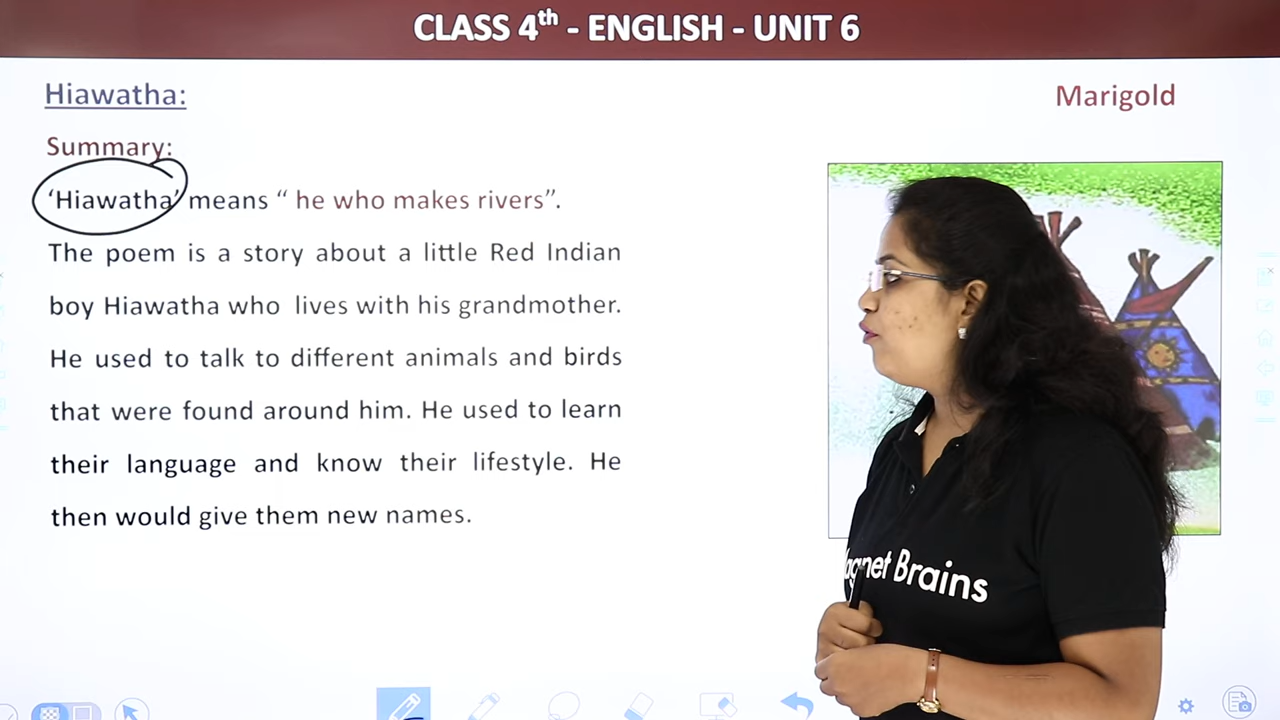 CLASS 4th - ENGLISH - UNIT 6
Hiawatha:
Marigold
Summary:
‘Hiawatha’ means “ he who makes rivers”.
The poem is a story about a little Red Indian
boy Hiawatha who lives with his grandmother.
He used to talk to different animals and birds
that were found around him. He used to learn
their language and know their lifestyle. He
then would give them new names.
agnet Brains